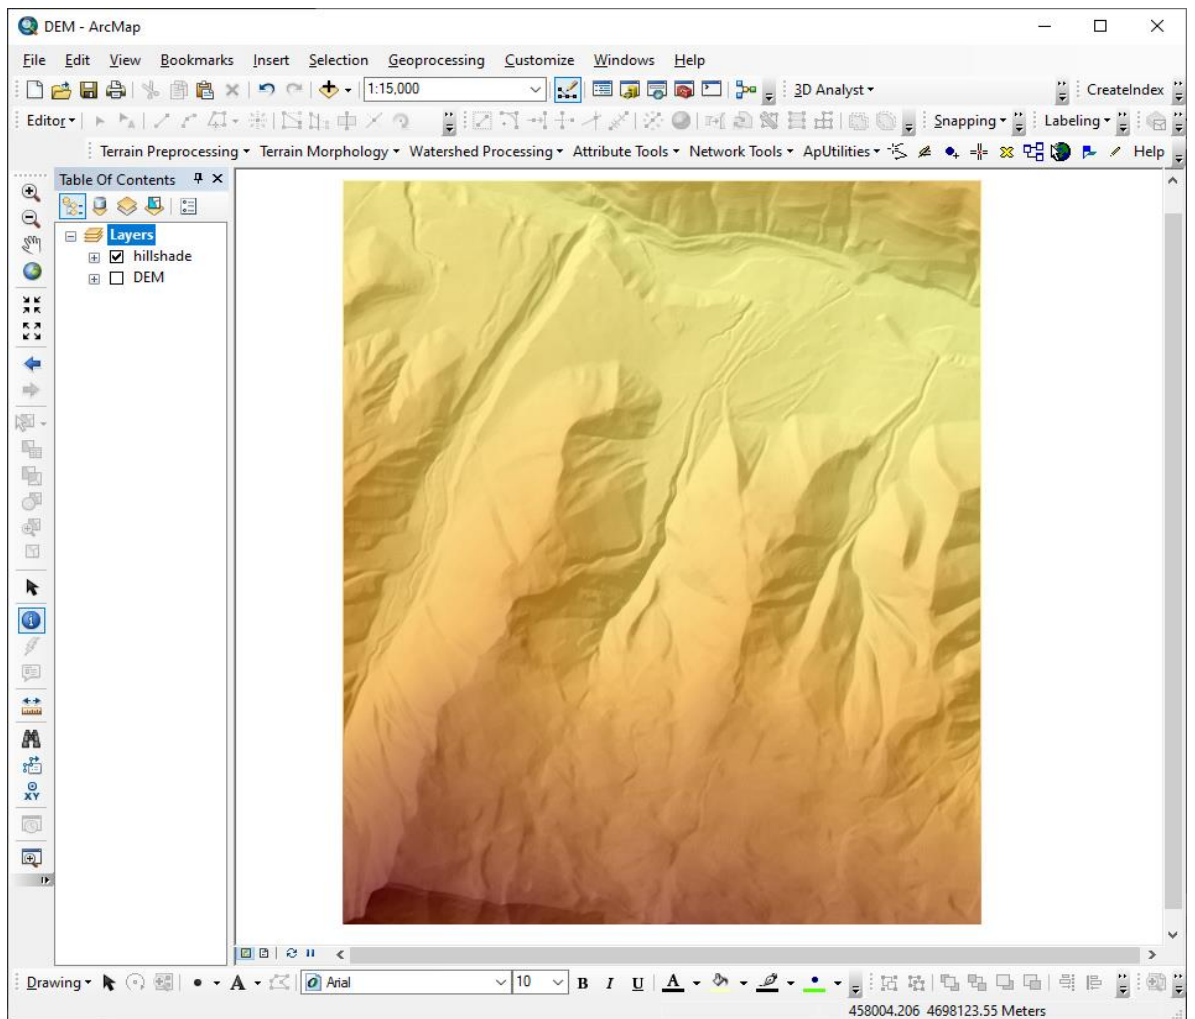 DEM - ArcMap
File Edit View Bookmarks Insert Selection Geoprocessing Customize Windows Help
1:15,000 3D Analyst CreateIndex
Editor Snapping Labeling
Terrain Preprocessing Terrain Morphology Watershed Processing Attribute Tools Network Tools ApUtilities Help
Table Of Contents
Layers
hillshade
DEM
XY
Drawing A Arial 10 B I U A
458004.206 4698123.55 Meters